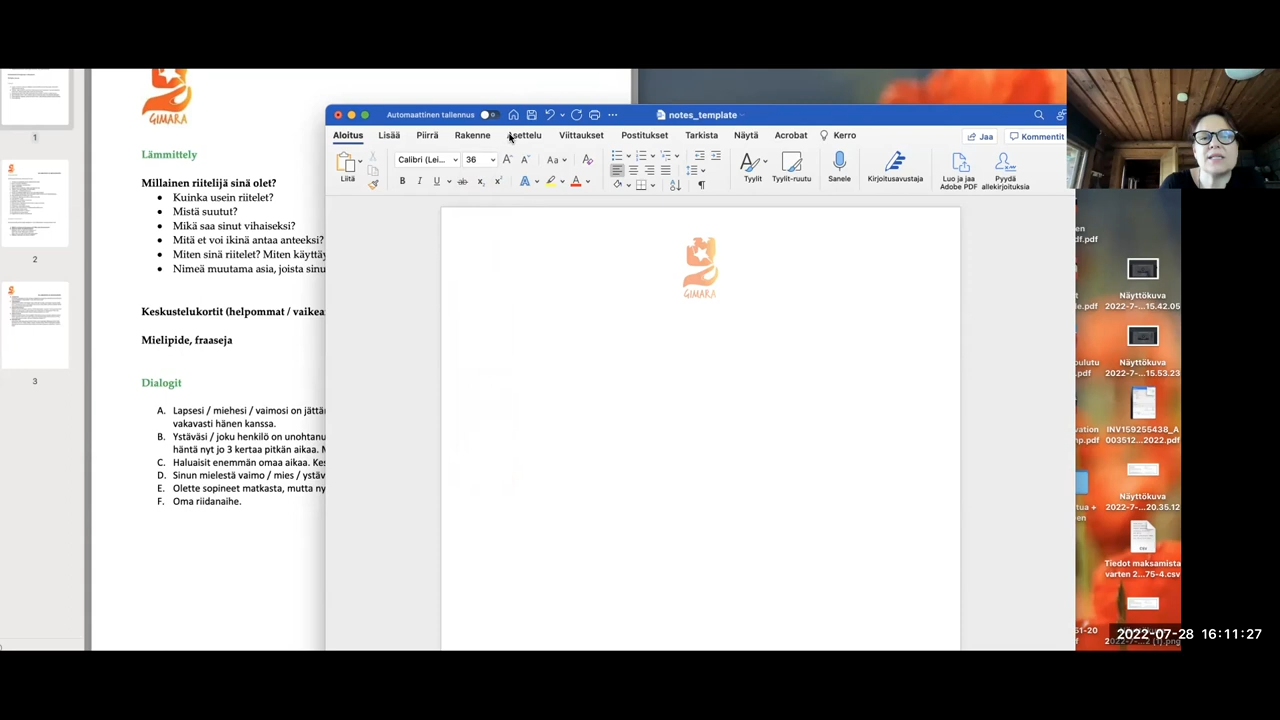 GIMARA
1
2
3
Lämmittely
Millainen riitelijä sinä olet?
Kuinka usein riitelet?
Mistä suutut?
Mikä saa sinut vihaiseksi?
Mitä et voi ikinä antaa anteeksi?
Miten sinä riitelet? Miten käyttäy
Nimeä muutama asia, joista sinu
Keskustelukortit (helpommat / vaikea
Mielipide, fraaseja
Dialogit
A. Lapsesi / miehesi / vaimosi on jättän
vakavasti hänen kanssa.
B. Ystäväsi / joku henkilö on unohtanu
häntä nyt jo 3 kertaa pitkän aikaa. M
C. Haluaisit enemmän omaa aikaa. Kes
D. Sinun mielestä vaimo / mies / ystäv
E. Olette sopineet matkasta, mutta ny
F. Oma riidanaihe.
Automaattinen tallennus
notes_template
Aloitus Lisää Piirrä Rakenne Asettelu Viittaukset Postitukset Tarkista Näytä Acrobat Kerro
Jaa Kommentit
Calibri (Lei... 36
Liitä
Tyylit Tyylit-ruutu Sanele Kirjoitusavustaja
Luo ja jaa
Adobe PDF
Pyydä
allekirjoituksia
GIMARA
en
df.pdf
Näyttökuva
2022-7-...15.42.05
Näyttökuva
2022-7-...15.53.23
INV159255438_A
003512...2022.pdf
Näyttökuva
2022-7-...20.35.12
Tiedot maksamista
varten 2...75-4.csv
2022-07-28 16:11:27